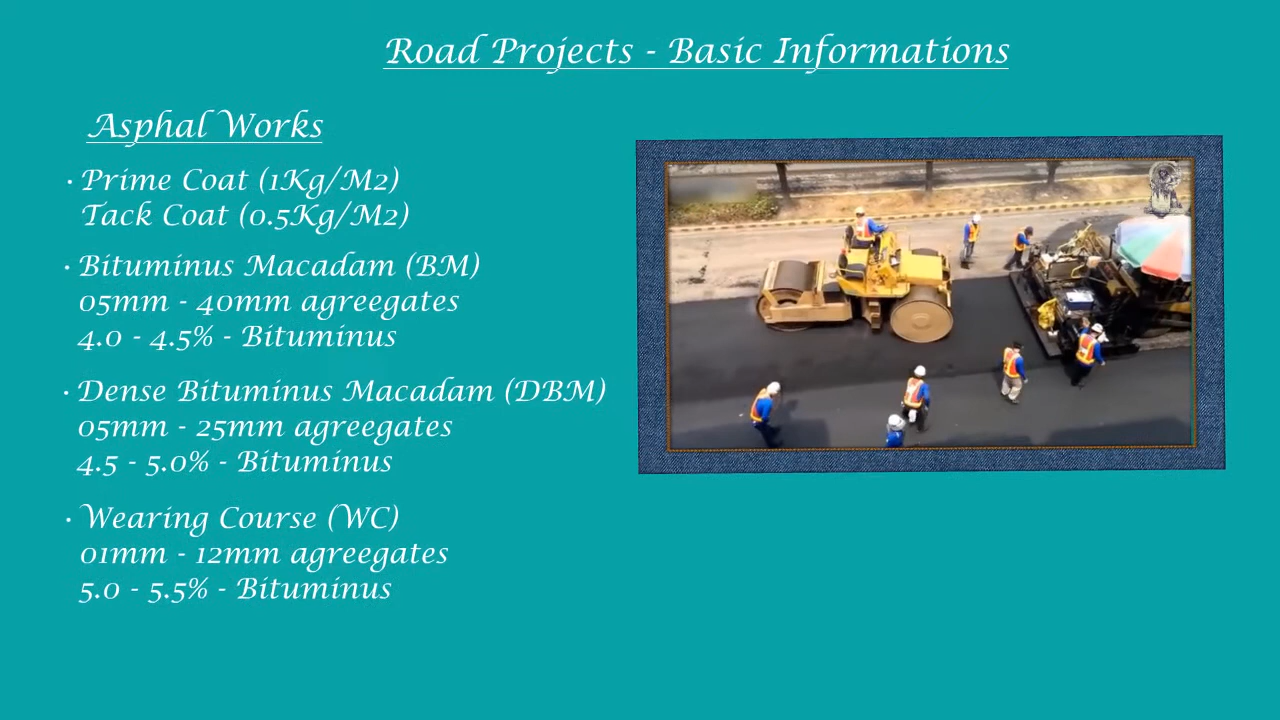 Road Projects - Basic Informations
Asphal Works
· Prime Coat (1Kg/M2)
Tack Coat (0.5Kg/M2)
· Bituminus Macadam (BM)
05mm - 40mm agreegates
4.0 - 4.5% - Bituminus
· Dense Bituminus Macadam (DBM)
05mm - 25mm agreegates
4.5 - 5.0% - Bituminus
· Wearing Course (WC)
01mm - 12mm agreegates
5.0 - 5.5% - Bituminus